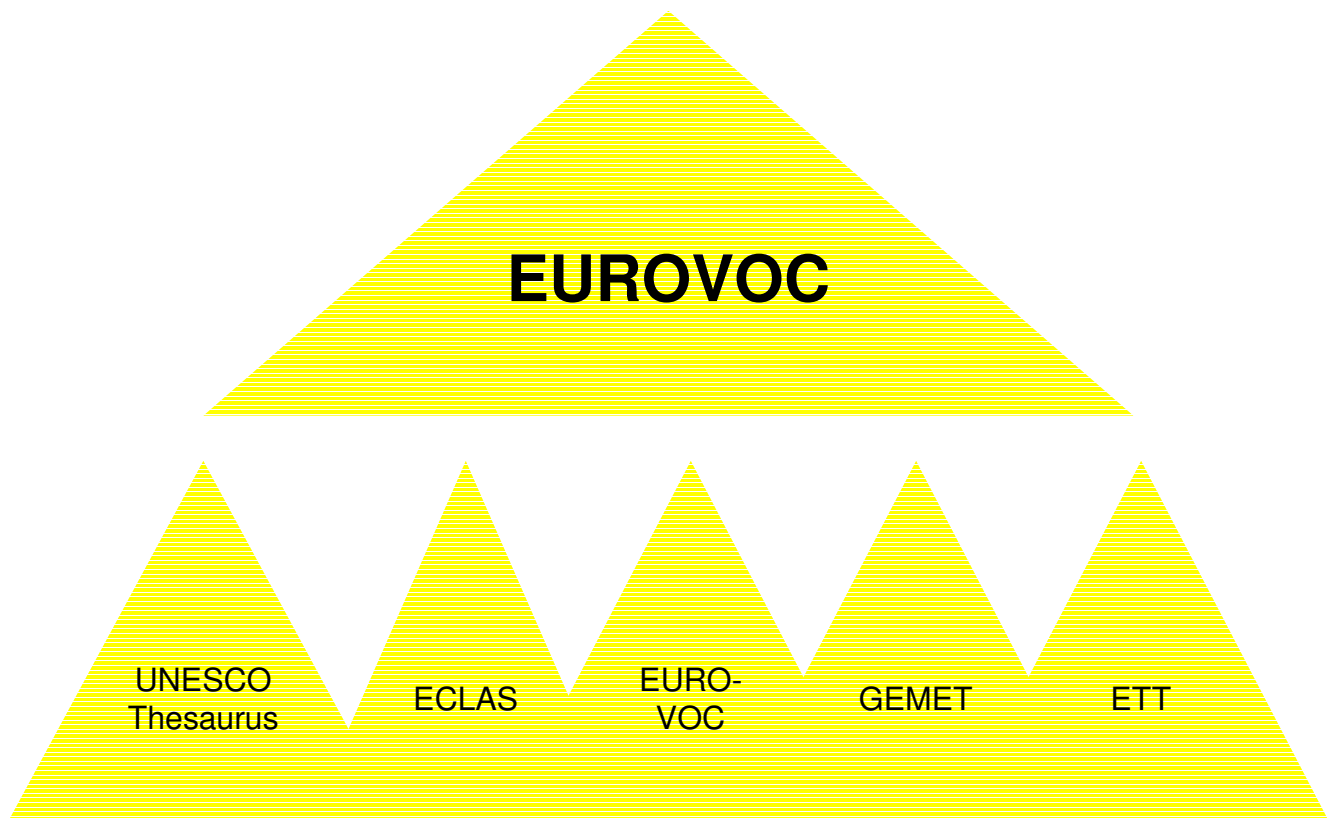 EUROVOC
UNESCO
Thesaurus
ECLAS
EURO-
VOC
GEMET
ETT